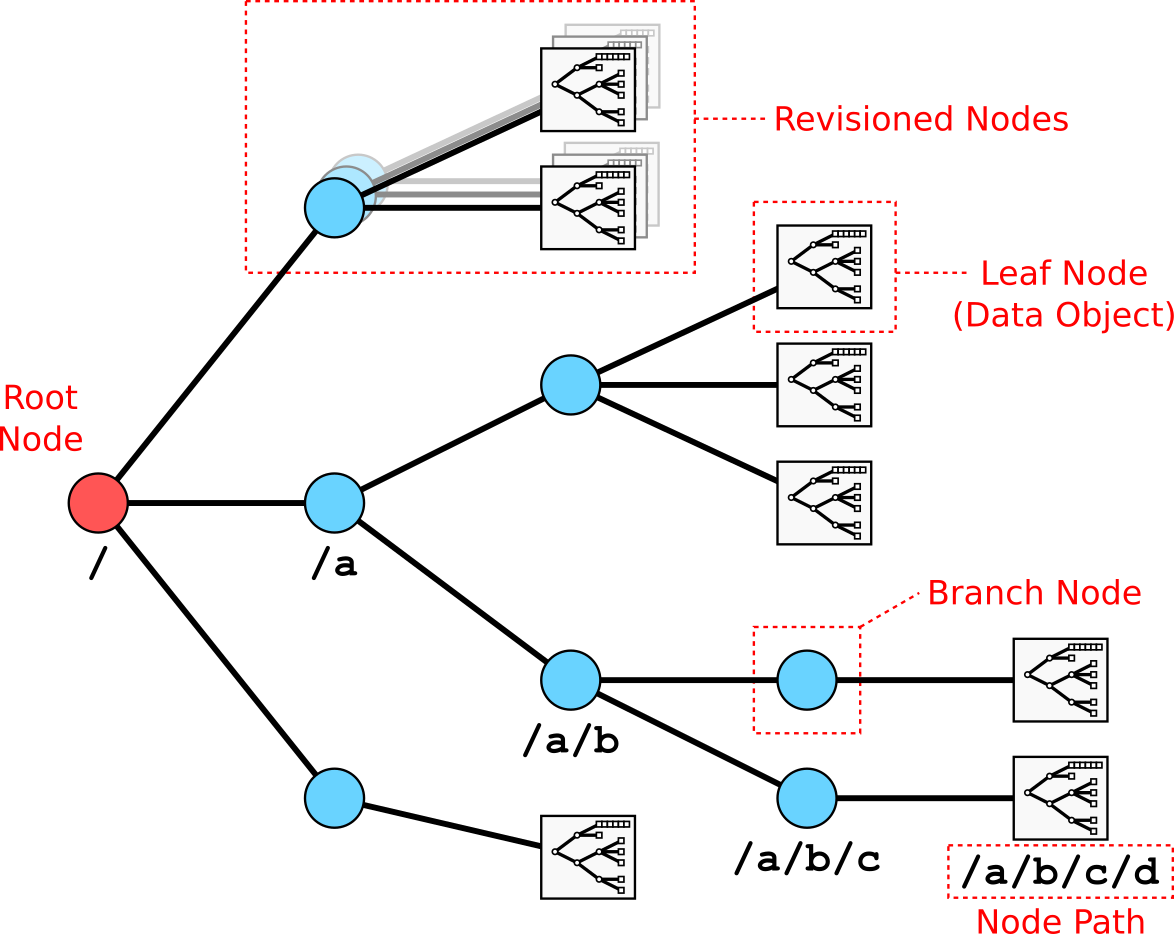 Revisioned Nodes
Leaf Node
(Data Object)
Root
Node
/
/a
Branch Node
/a/b
/a/b/c
/a/b/c/d
Node Path